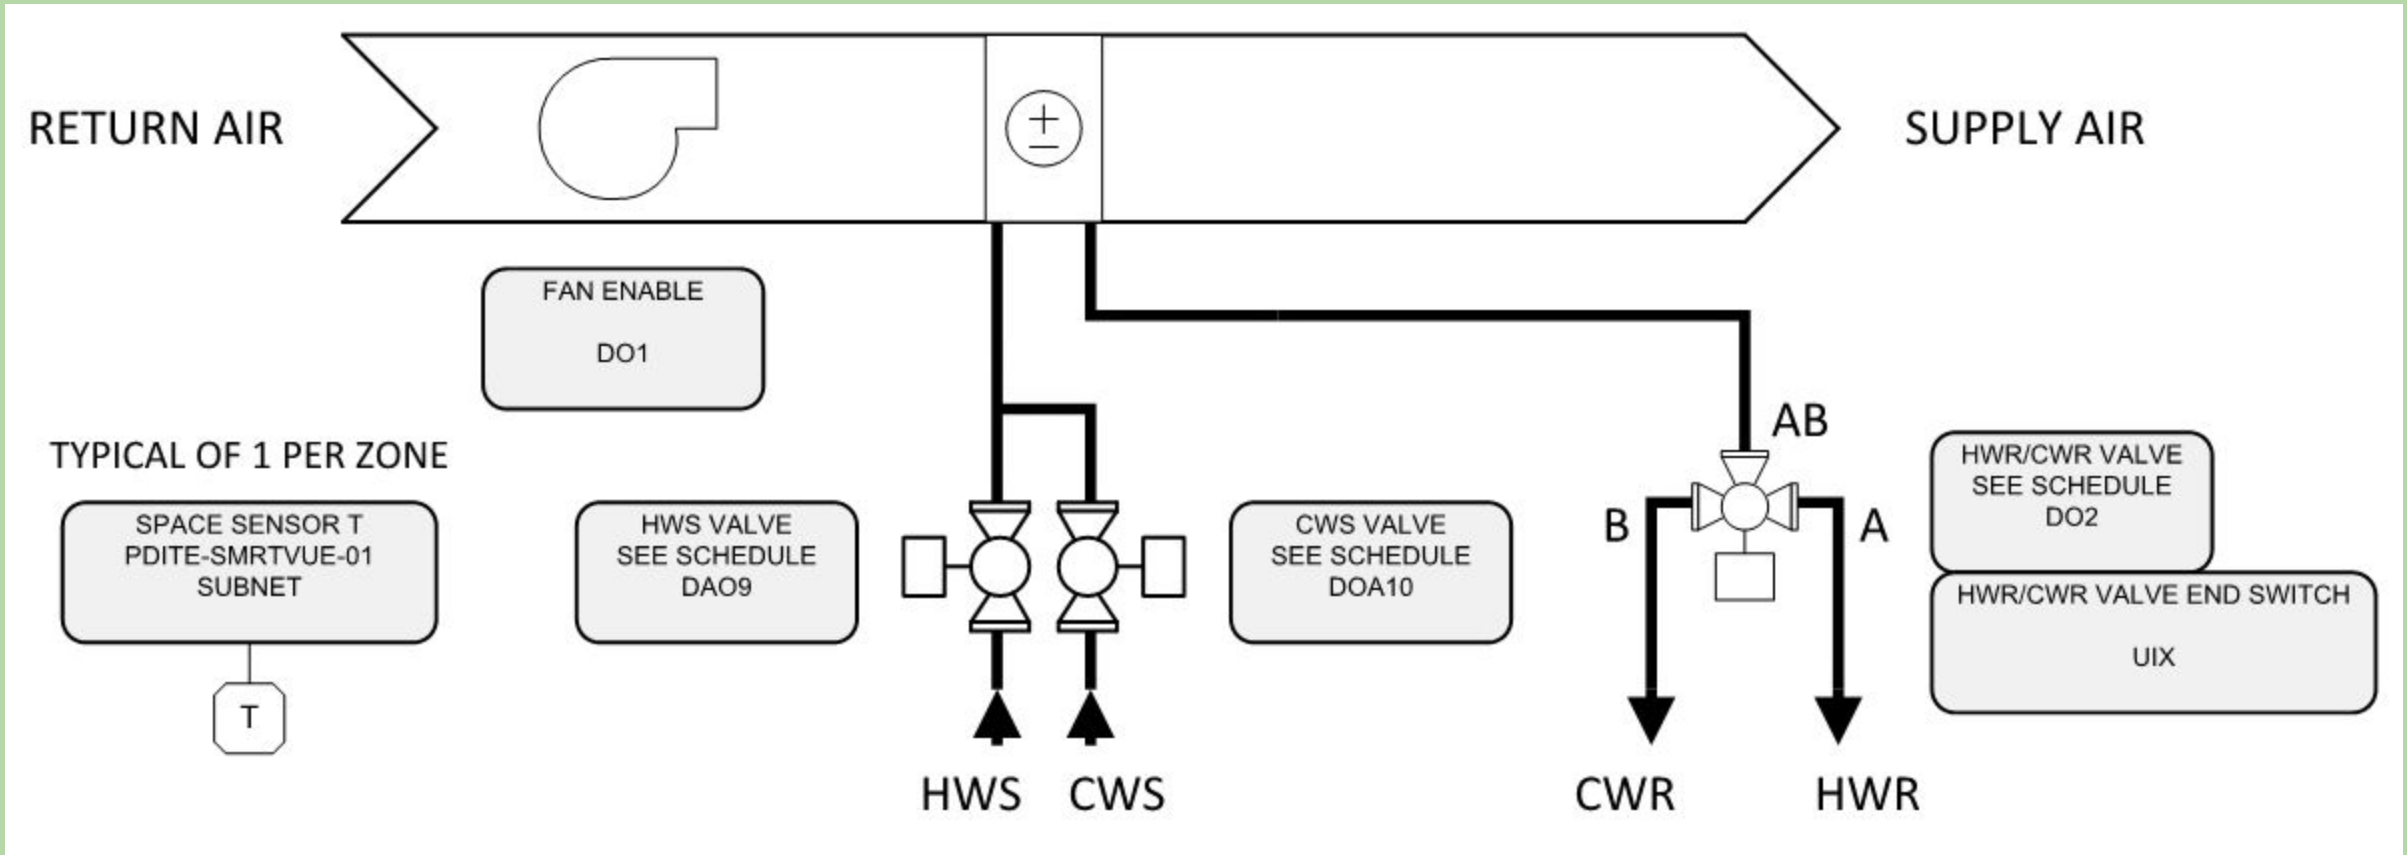 RETURN AIR
SUPPLY AIR
+
−
FAN ENABLE
DO1
TYPICAL OF 1 PER ZONE
SPACE SENSOR T
PDITE-SMRTVUE-01
SUBNET
T
HWS VALVE
SEE SCHEDULE
DAO9
CWS VALVE
SEE SCHEDULE
DOA10
HWS
CWS
AB
B
A
HWR/CWR VALVE
SEE SCHEDULE
DO2
HWR/CWR VALVE END SWITCH
UIX
CWR
HWR